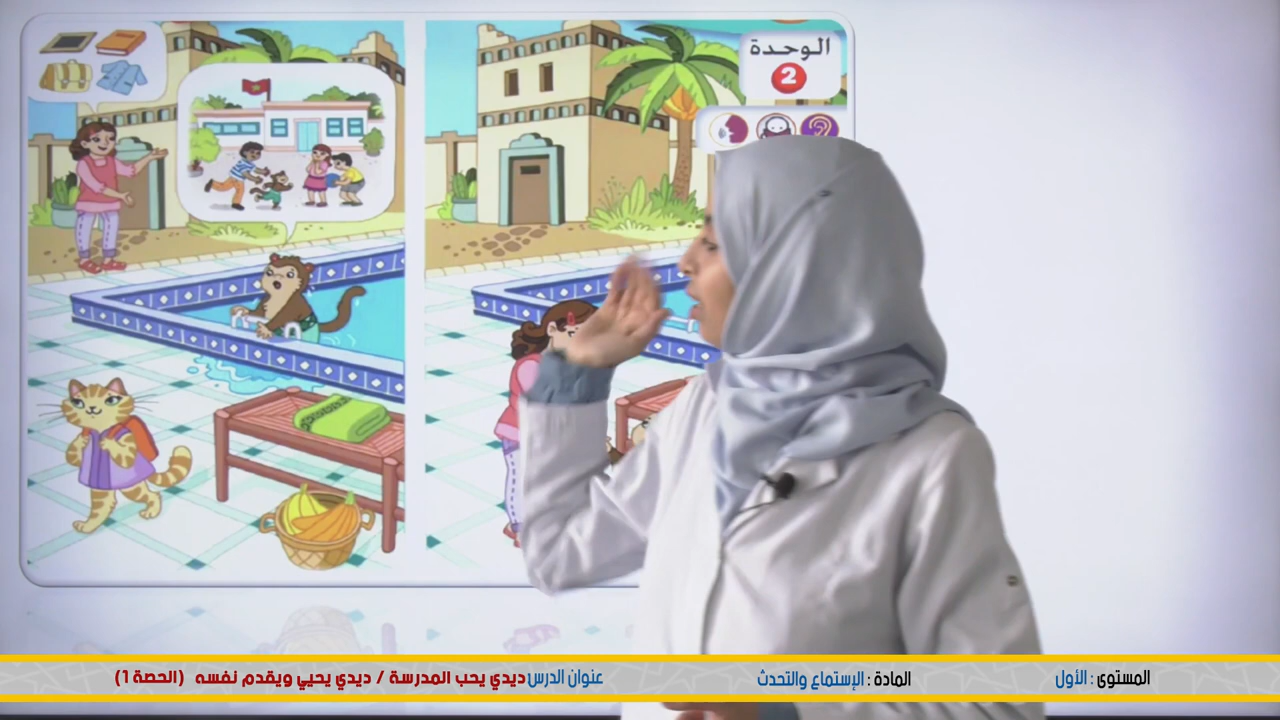 الوحدة
2
المستوى : الأول
المادة : الإستماع والتحدث
عنوان الدرس ديدي يحب المدرسة / ديدي يحيي ويقدم نفسه (الحصة 1)